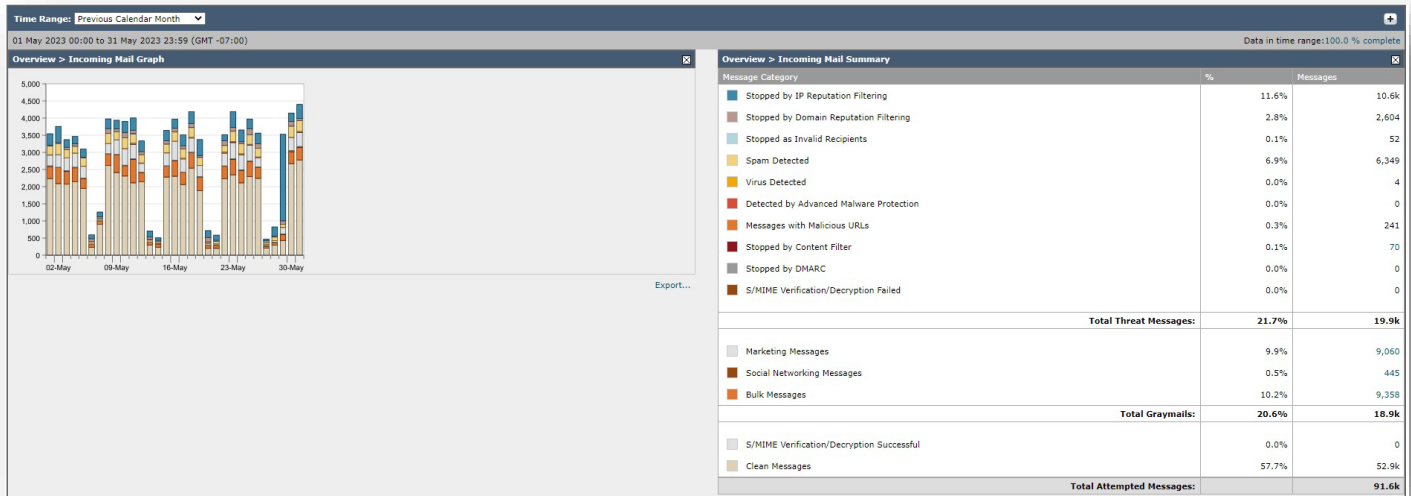 Time Range: Previous Calendar Month
01 May 2023 00:00 to 31 May 2023 23:59 (GMT -07:00)
Data in time range:100.0 % complete
Overview > Incoming Mail Graph
5,000
4,500
4,000
3,500
3,000
2,500
2,000
1,500
1,000
500
0
02-May 09-May 16-May 23-May 30-May
Export...
Overview > Incoming Mail Summary
Message Category % Messages
Stopped by IP Reputation Filtering 11.6% 10.6k
Stopped by Domain Reputation Filtering 2.8% 2,604
Stopped as Invalid Recipients 0.1% 52
Spam Detected 6.9% 6,349
Virus Detected 0.0% 4
Detected by Advanced Malware Protection 0.0% 0
Messages with Malicious URLs 0.3% 241
Stopped by Content Filter 0.1% 70
Stopped by DMARC 0.0% 0
S/MIME Verification/Decryption Failed 0.0% 0
Total Threat Messages: 21.7% 19.9k
Marketing Messages 9.9% 9,060
Social Networking Messages 0.5% 445
Bulk Messages 10.2% 9,358
Total Graymails: 20.6% 18.9k
S/MIME Verification/Decryption Successful 0.0% 0
Clean Messages 57.7% 52.9k
Total Attempted Messages: 91.6k